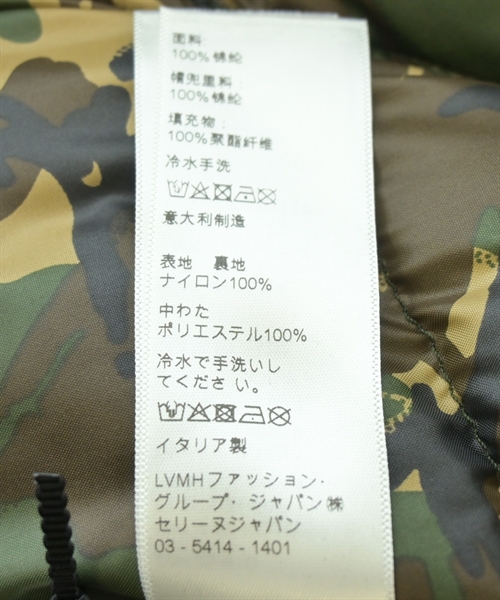 面料 :
100%锦纶
帽兜里料 :
100%锦纶
填充物 :
100%聚酯纤维
冷水手洗
意大利制造
表地 裏地
ナイロン100%
中わた
ポリエステル100%
冷水で手洗いし
てください。
イタリア製
LVMHファッション・
グループ・ジャパン㈱
セリーヌジャパン
03 - 5414 - 1401